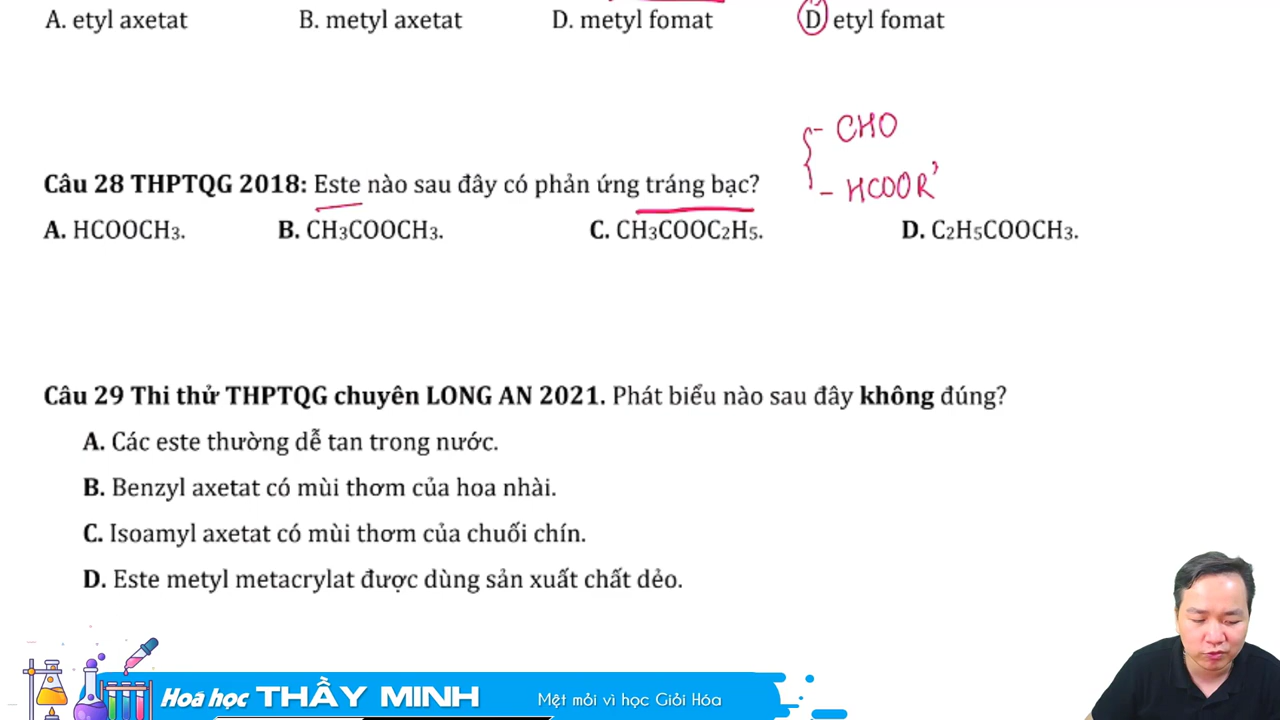 A. etyl axetat B. metyl axetat D. metyl fomat D etyl fomat
- CHO
Câu 28 THPTQG 2018: Este nào sau đây có phản ứng tráng bạc?
- HCOOR'
A. HCOOCH₃. B. CH₃COOCH₃. C. CH₃COOC₂H₅. D. C₂H₅COOCH₃.
Câu 29 Thi thử THPTQG chuyên LONG AN 2021. Phát biểu nào sau đây không đúng?
A. Các este thường dễ tan trong nước.
B. Benzyl axetat có mùi thơm của hoa nhài.
C. Isoamyl axetat có mùi thơm của chuối chín.
D. Este metyl metacrylat được dùng sản xuất chất dẻo.
Hoá học THẦY MINH Mệt mỏi vì học Giỏi Hóa